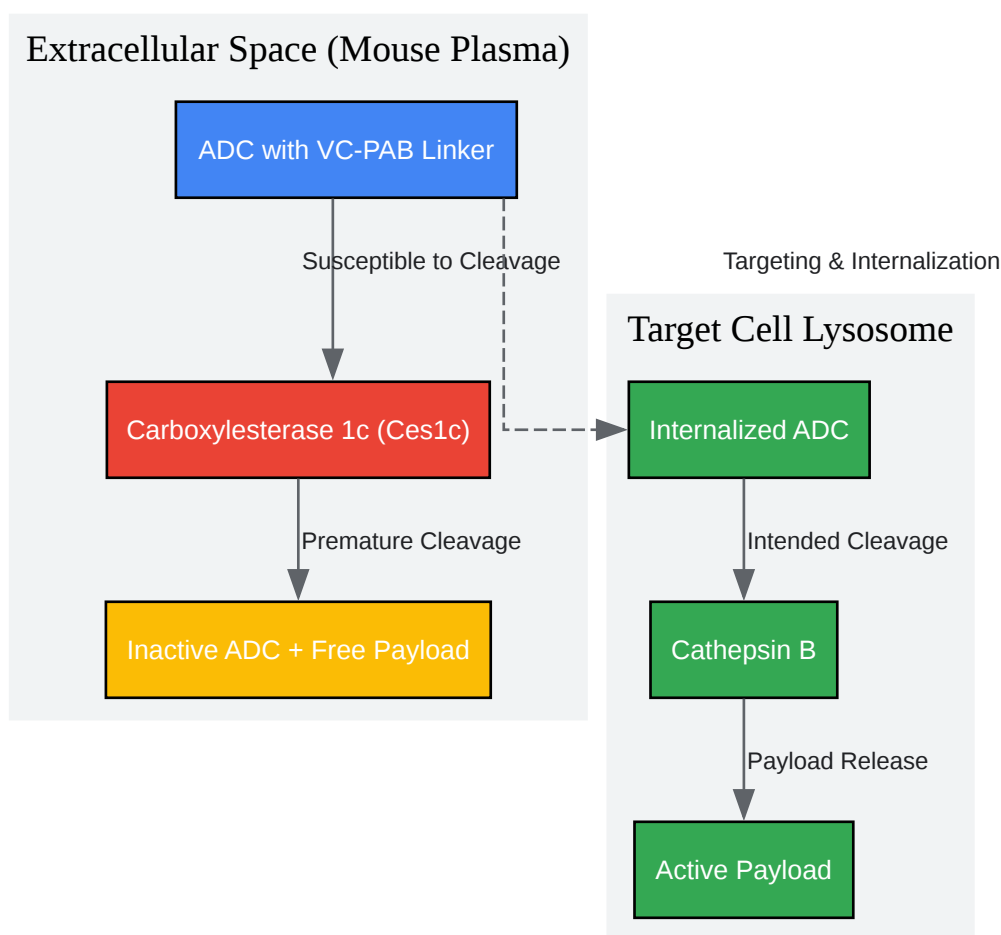 Extracellular Space (Mouse Plasma)
ADC with VC-PAB Linker
Susceptible to Cleavage
Targeting & Internalization
Target Cell Lysosome
Carboxylesterase 1c (Ces1c)
Internalized ADC
Premature Cleavage
Intended Cleavage
Inactive ADC + Free Payload
Cathepsin B
Payload Release
Active Payload